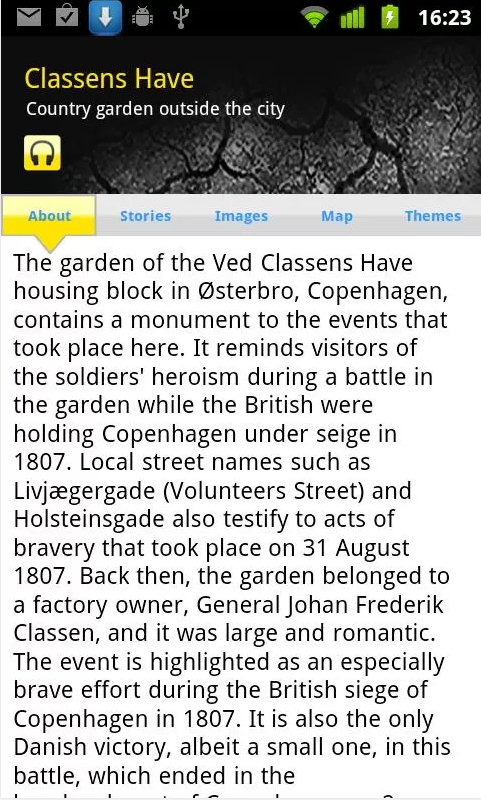 16:23
Classens Have
Country garden outside the city
About Stories Images Map Themes
The garden of the Ved Classens Have
housing block in Østerbro, Copenhagen,
contains a monument to the events that
took place here. It reminds visitors of
the soldiers' heroism during a battle in
the garden while the British were
holding Copenhagen under seige in
1807. Local street names such as
Livjægergade (Volunteers Street) and
Holsteinsgade also testify to acts of
bravery that took place on 31 August
1807. Back then, the garden belonged to
a factory owner, General Johan Frederik
Classen, and it was large and romantic.
The event is highlighted as an especially
brave effort during the British siege of
Copenhagen in 1807. It is also the only
Danish victory, albeit a small one, in this
battle, which ended in the